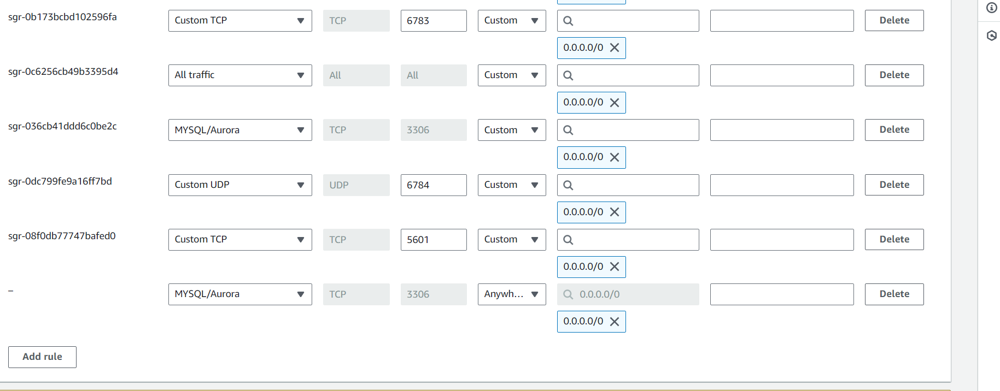 sgr-0b173bcbd102596fa Custom TCP TCP 6783 Custom Delete
0.0.0.0/0
sgr-0c6256cb49b3395d4 All traffic All All Custom Delete
0.0.0.0/0
sgr-036cb41ddd6c0be2c MYSQL/Aurora TCP 3306 Custom Delete
0.0.0.0/0
sgr-0dc799fe9a16ff7bd Custom UDP UDP 6784 Custom Delete
0.0.0.0/0
sgr-08f0db77747bafed0 Custom TCP TCP 5601 Custom Delete
0.0.0.0/0
– MYSQL/Aurora TCP 3306 Anywh... 0.0.0.0/0 Delete
0.0.0.0/0
Add rule